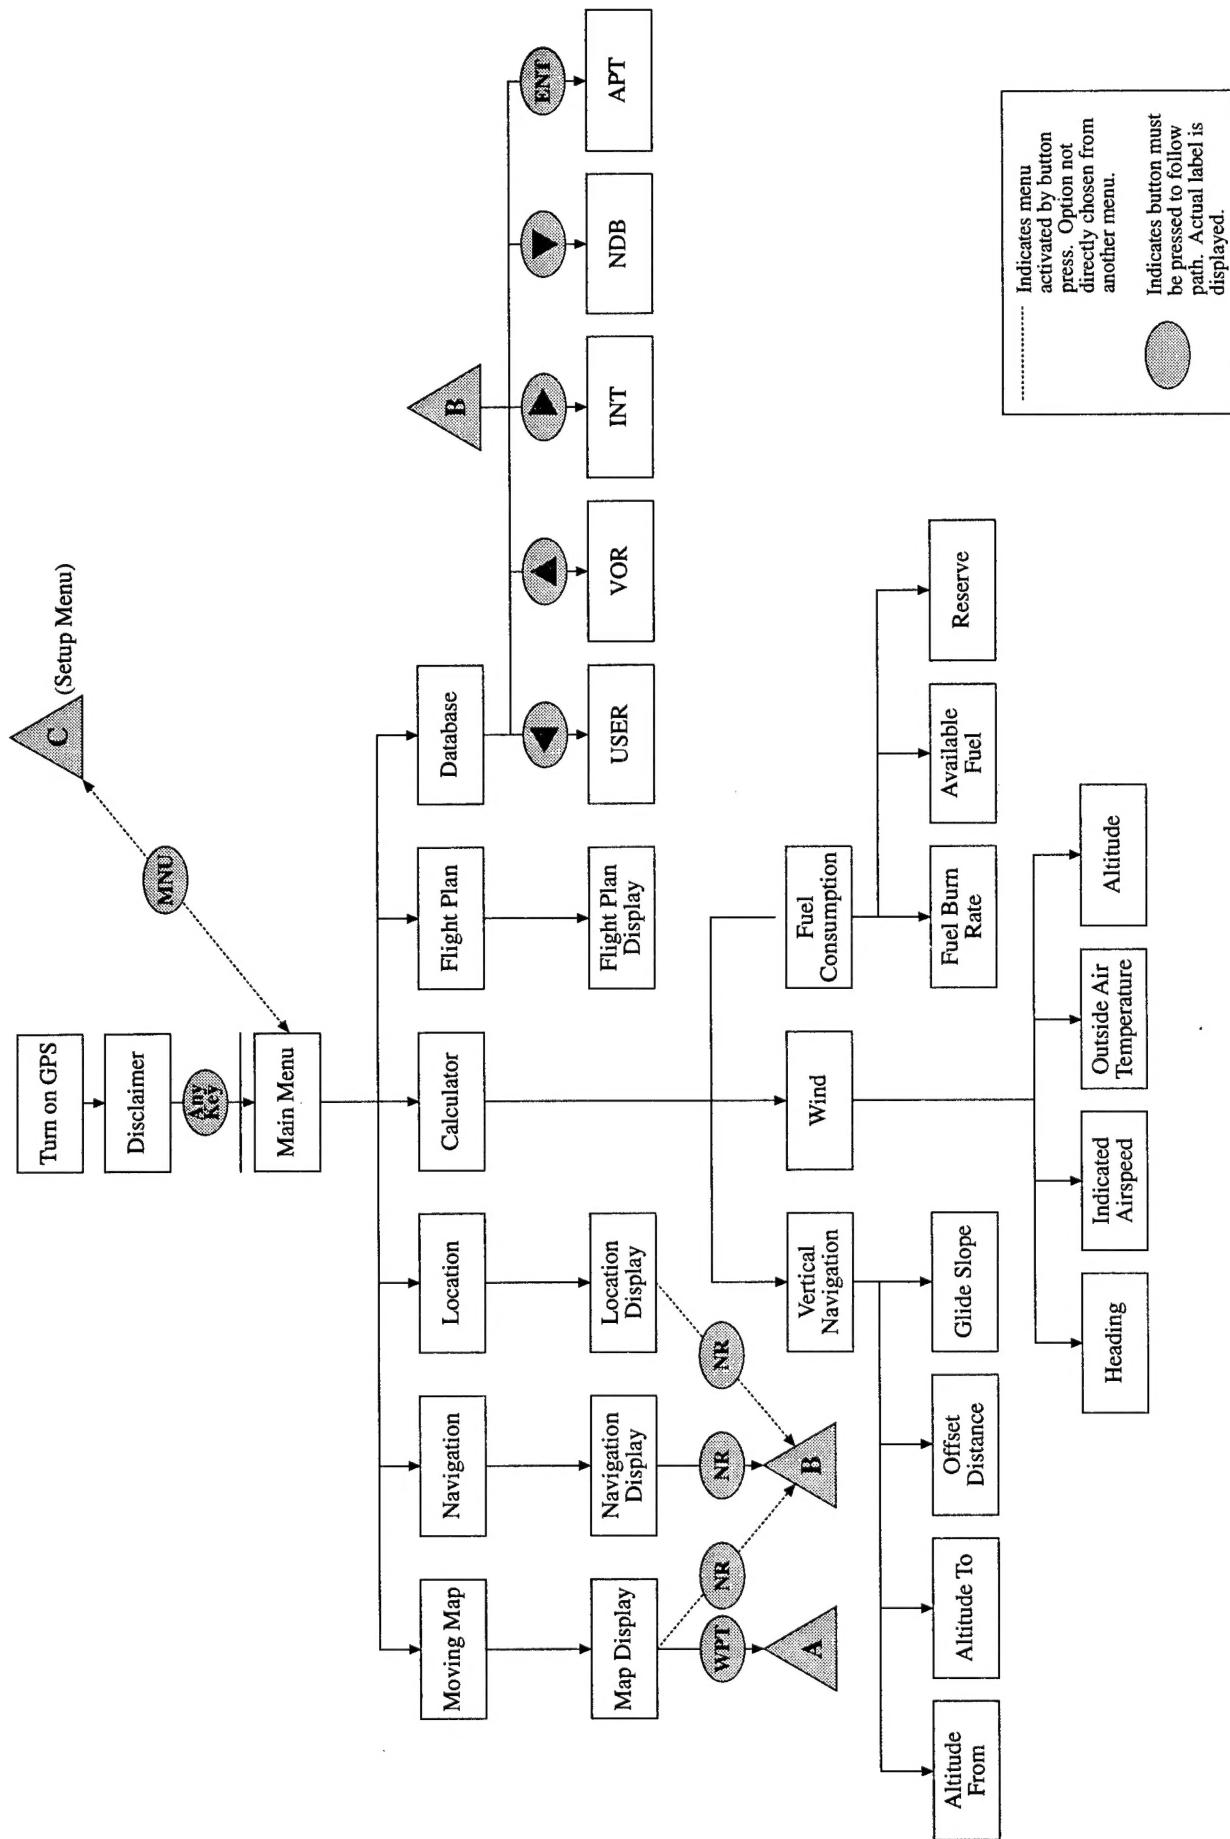 Turn on GPS
Disclaimer
Any
Key
Main Menu
MNU
C
(Setup Menu)
Moving Map
Navigation
Location
Calculator
Flight Plan
Database
Map Display
Navigation
Display
Location
Display
Flight Plan
Display
B
ENT
USER
VOR
INT
NDB
APT
WPT
NR
NR
NR
A
B
Vertical
Navigation
Wind
Fuel
Consumption
Altitude
From
Altitude To
Offset
Distance
Glide Slope
Fuel Burn
Rate
Available
Fuel
Reserve
Heading
Indicated
Airspeed
Outside Air
Temperature
Altitude
Indicates menu
activated by button
press. Option not
directly chosen from
another menu.
Indicates button must
be pressed to follow
path. Actual label is
displayed.